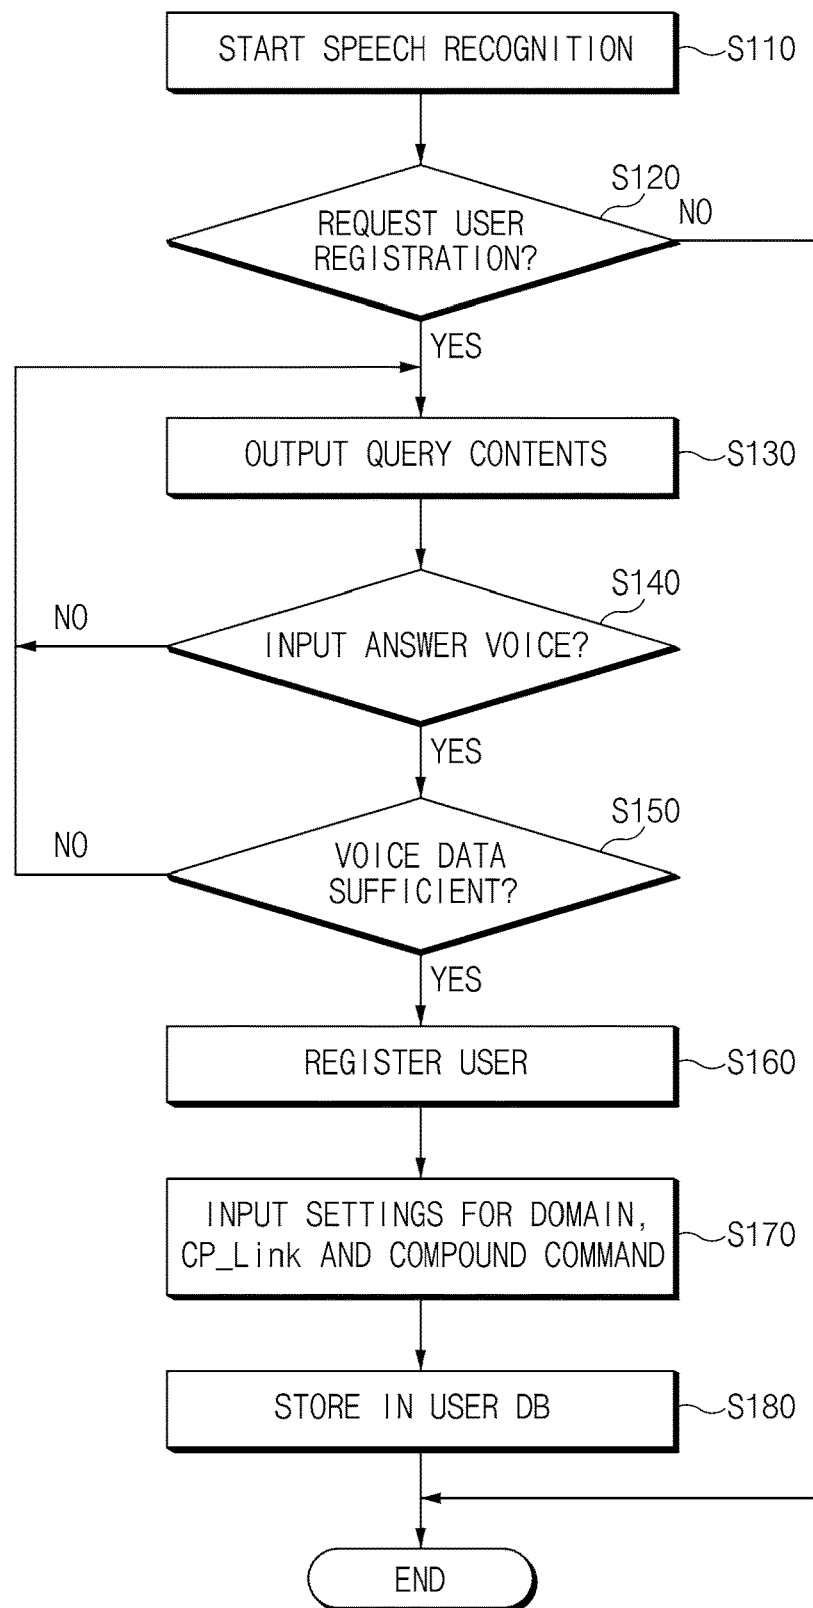 START SPEECH RECOGNITION
S110
S120
REQUEST USER
REGISTRATION?
NO
YES
OUTPUT QUERY CONTENTS
S130
S140
NO
INPUT ANSWER VOICE?
YES
S150
NO
VOICE DATA
SUFFICIENT?
YES
REGISTER USER
S160
INPUT SETTINGS FOR DOMAIN,
CP_Link AND COMPOUND COMMAND
S170
STORE IN USER DB
S180
END